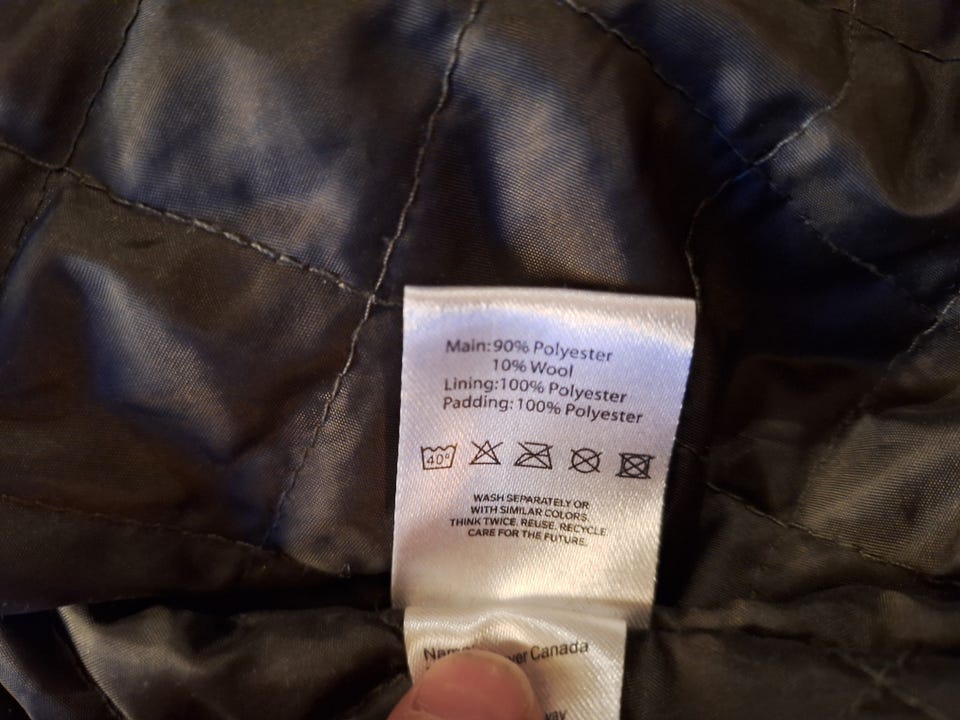 Main:90% Polyester
10% Wool
Lining:100% Polyester
Padding:100% Polyester
40°
WASH SEPARATELY OR
WITH SIMILAR COLORS.
THINK TWICE. REUSE. RECYCLE
CARE FOR THE FUTURE.
Canada